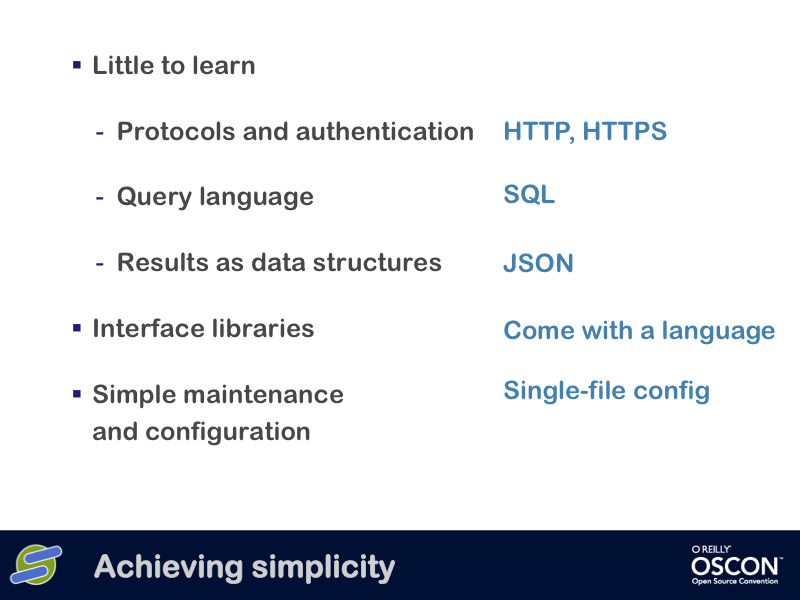 ▪ Little to learn
- Protocols and authentication HTTP, HTTPS
- Query language SQL
- Results as data structures JSON
▪ Interface libraries Come with a language
▪ Simple maintenance Single-file config
and configuration
Achieving simplicity
O'REILLY®
OSCON™
Open Source Convention